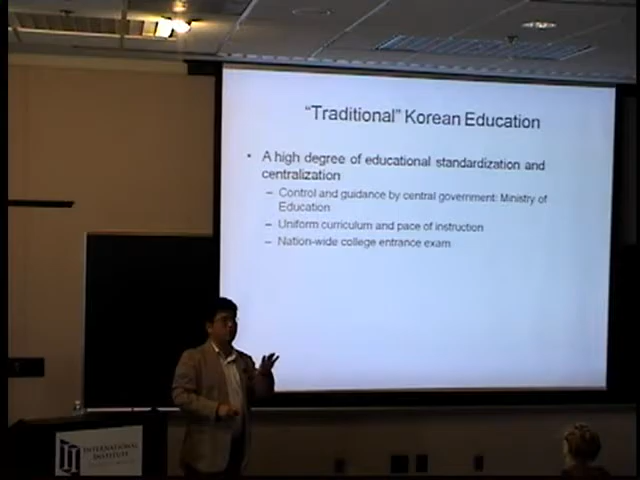 "Traditional" Korean Education
• A high degree of educational standardization and
centralization
– Control and guidance by central government: Ministry of
Education
– Uniform curriculum and pace of instruction
– Nation-wide college entrance exam
INTERNATIONAL
INSTITUTE